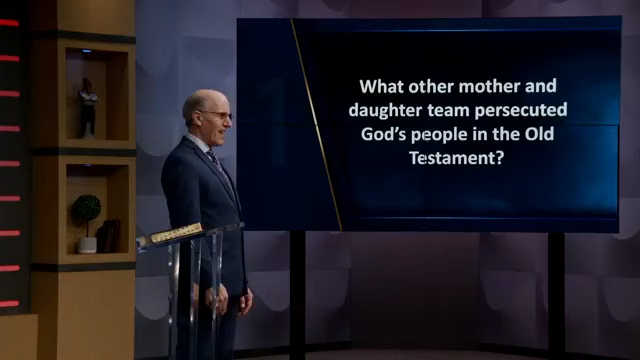 What other mother and
daughter team persecuted
God's people in the Old
Testament?